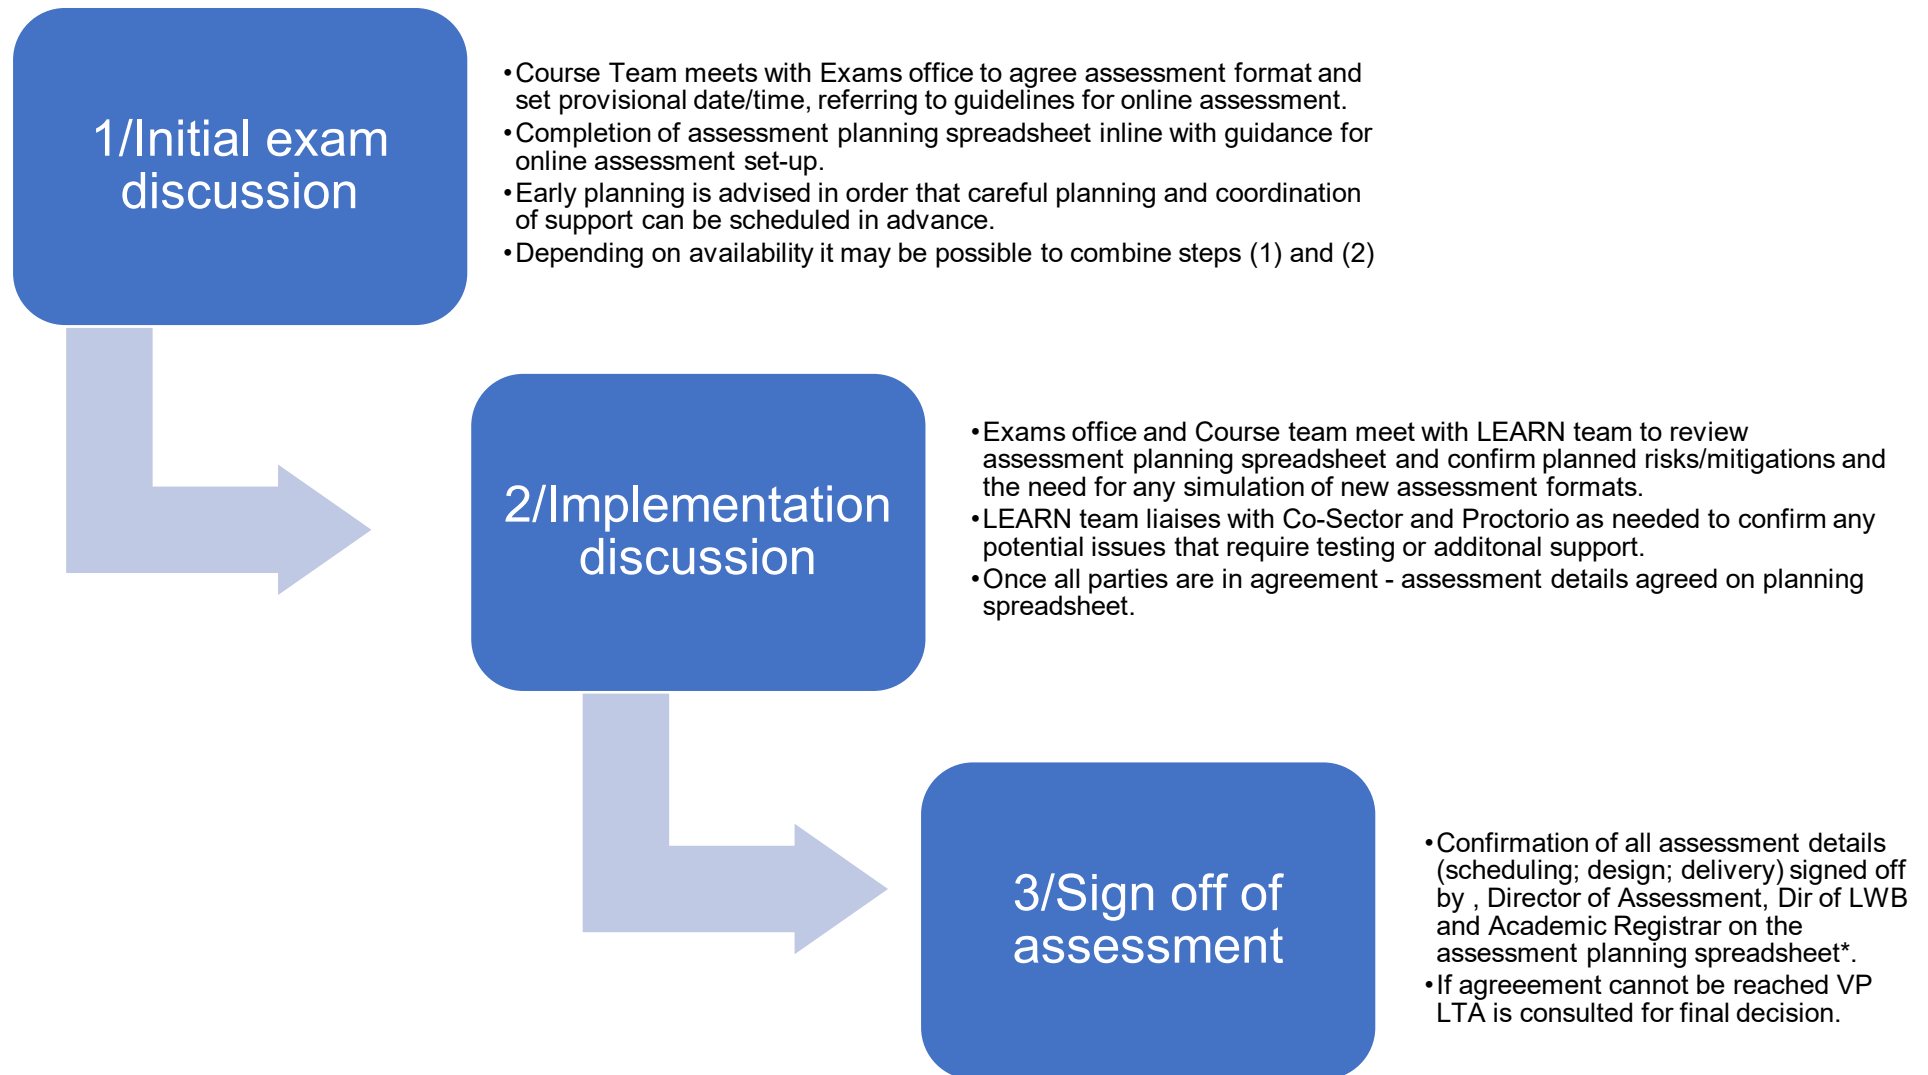 1/Initial exam
discussion
•Course Team meets with Exams office to agree assessment format and
set provisional date/time, referring to guidelines for online assessment.
•Completion of assessment planning spreadsheet inline with guidance for
online assessment set-up.
•Early planning is advised in order that careful planning and coordination
of support can be scheduled in advance.
•Depending on availability it may be possible to combine steps (1) and (2)
2/Implementation
discussion
•Exams office and Course team meet with LEARN team to review
assessment planning spreadsheet and confirm planned risks/mitigations and
the need for any simulation of new assessment formats.
•LEARN team liaises with Co-Sector and Proctorio as needed to confirm any
potential issues that require testing or additonal support.
•Once all parties are in agreement - assessment details agreed on planning
spreadsheet.
3/Sign off of
assessment
•Confirmation of all assessment details
(scheduling; design; delivery) signed off
by , Director of Assessment, Dir of LWB
and Academic Registrar on the
assessment planning spreadsheet*.
•If agreeement cannot be reached VP
LTA is consulted for final decision.